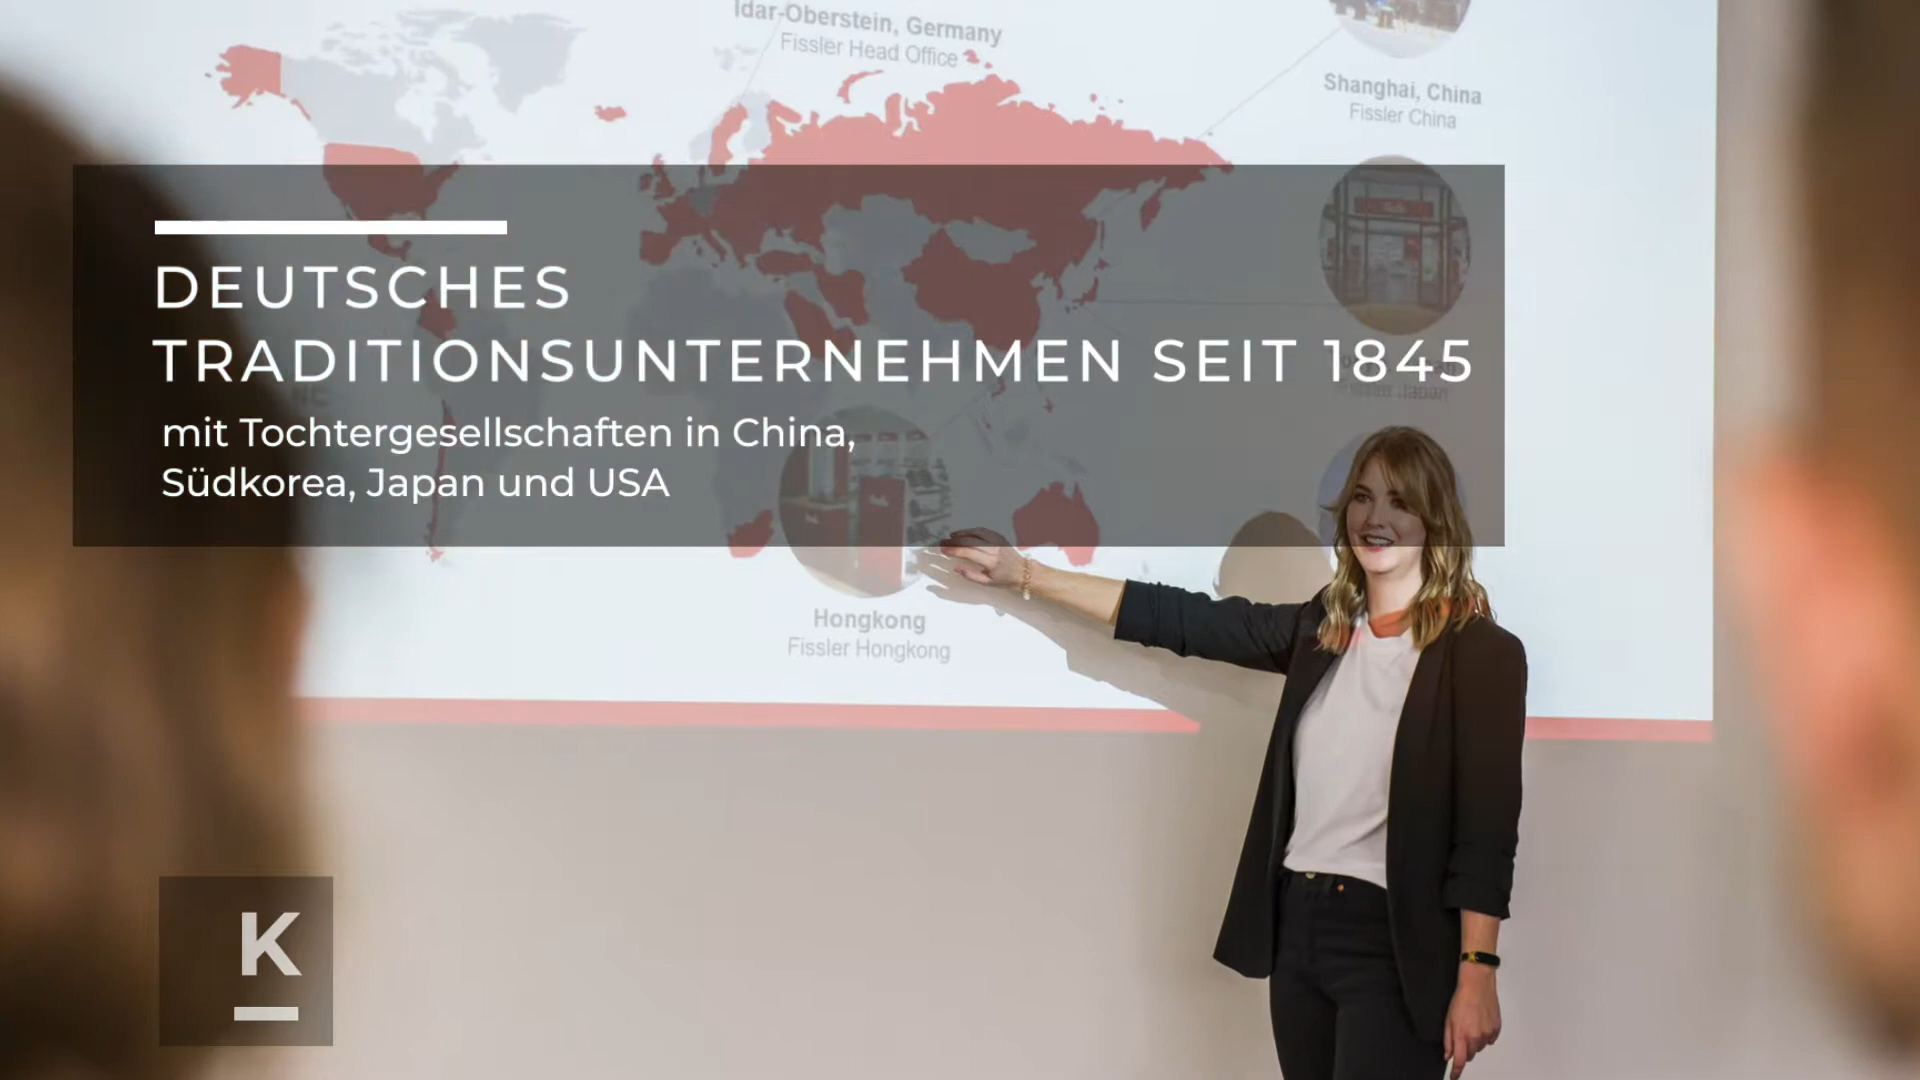 Idar-Oberstein, Germany
Fissler Head Office
Shanghai, China
Fissler China
DEUTSCHES
TRADITIONSUNTERNEHMEN SEIT 1845
mit Tochtergesellschaften in China,
Südkorea, Japan und USA
Hongkong
Fissler Hongkong
K